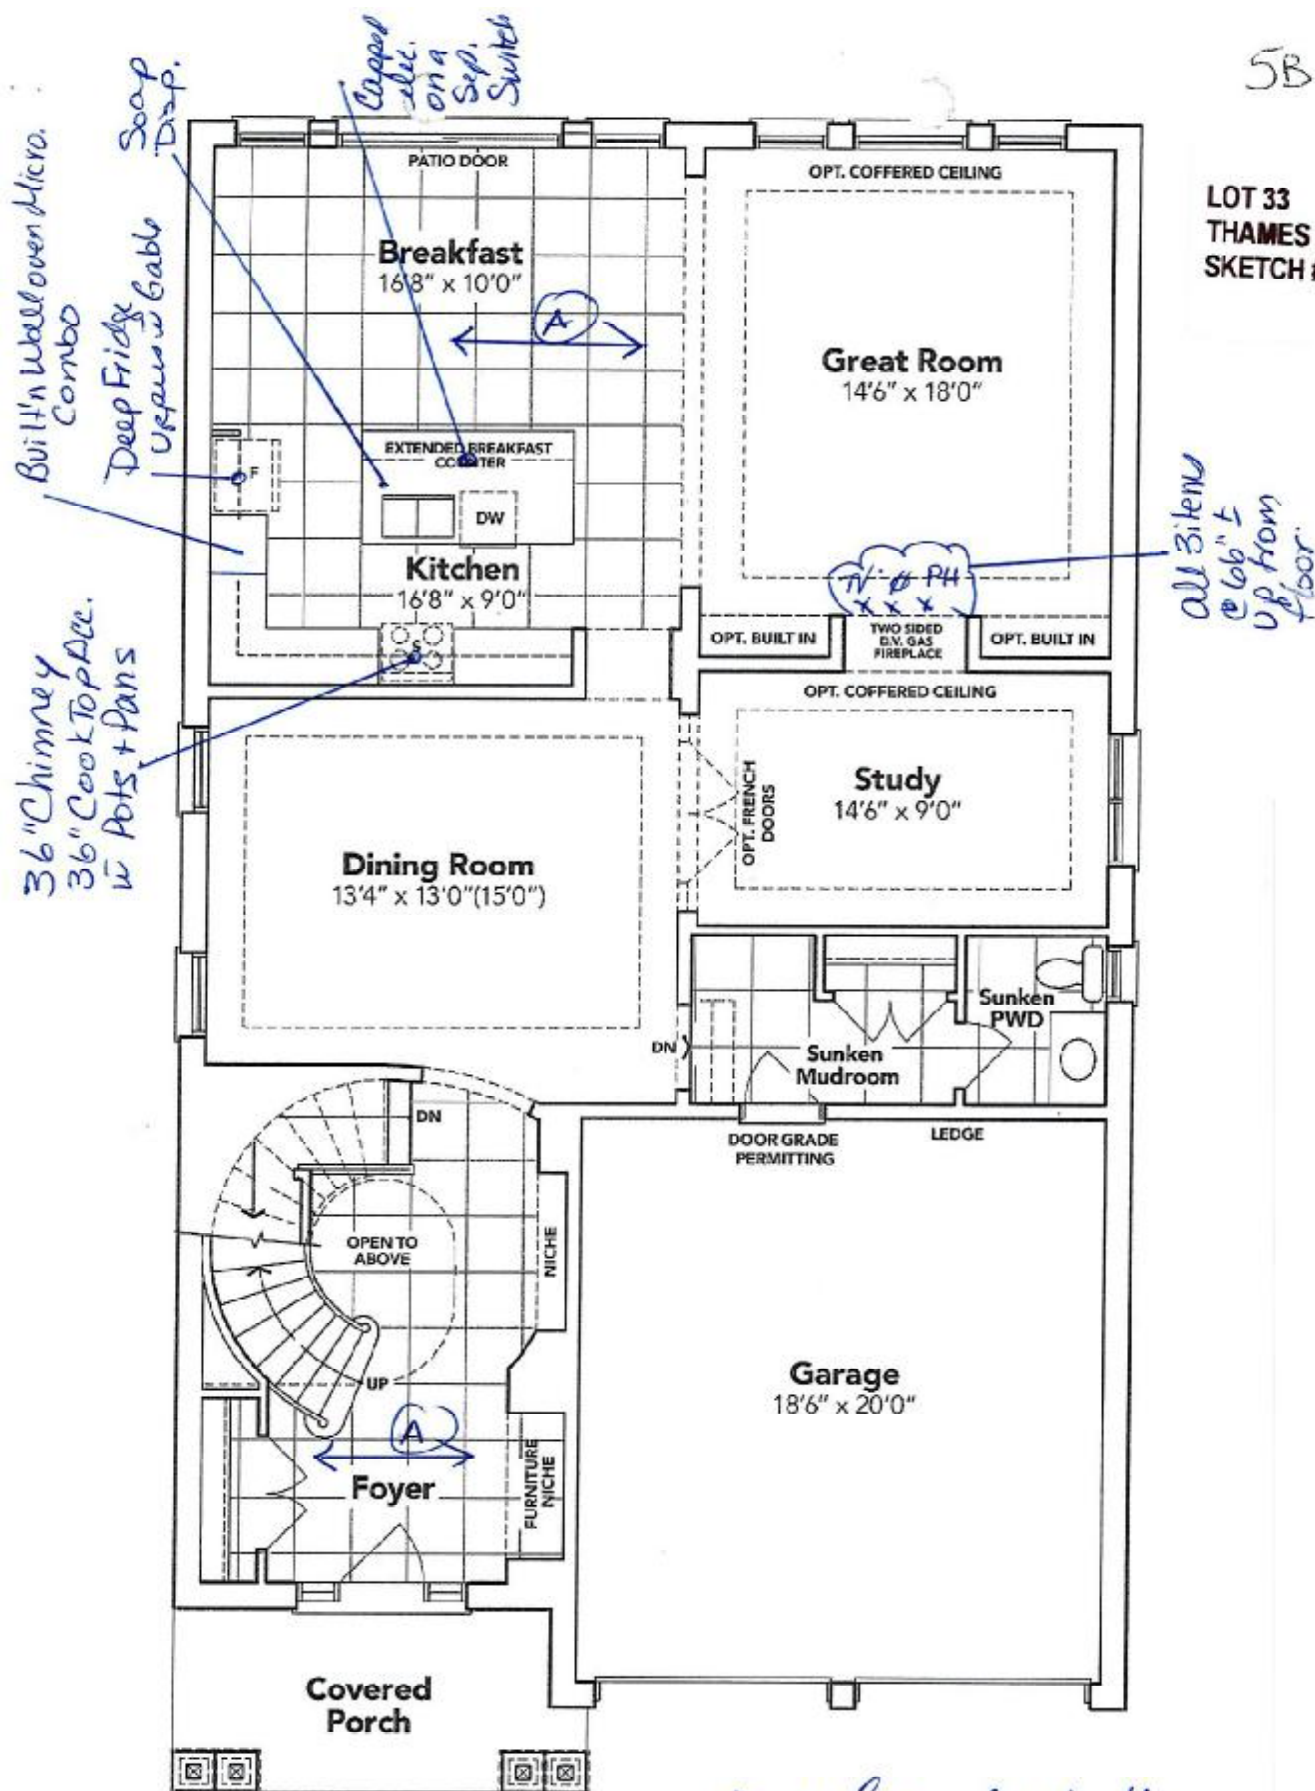 5B
LOT 33
THAMES
SKETCH
Soap
Disp.
Capped
elec.
on a
Sep.
Switch
Built'n Wall oven Micro.
Combo
Deep Fridge
Uppers w Gable
36" Chimney
36" Cook Top Acc.
w Pots + Pans
PATIO DOOR
OPT. COFFERED CEILING
Breakfast
16'8" x 10'0"
A
Great Room
14'6" x 18'0"
EXTENDED BREAKFAST
COUNTER
F
DW
Kitchen
16'8" x 9'0"
S
TV PH
x x x
All 3 items
@ 66" ±
up from
floor.
OPT. BUILT IN
TWO SIDED
D.V. GAS
FIREPLACE
OPT. BUILT IN
OPT. COFFERED CEILING
Study
14'6" x 9'0"
OPT. FRENCH
DOORS
Dining Room
13'4" x 13'0"(15'0")
Sunken
PWD
DN
Sunken
Mudroom
DN
DOOR GRADE
PERMITTING
LEDGE
OPEN TO
ABOVE
NICHE
UP
A
Foyer
FURNITURE
NICHE
Garage
18'6" x 20'0"
Covered
Porch